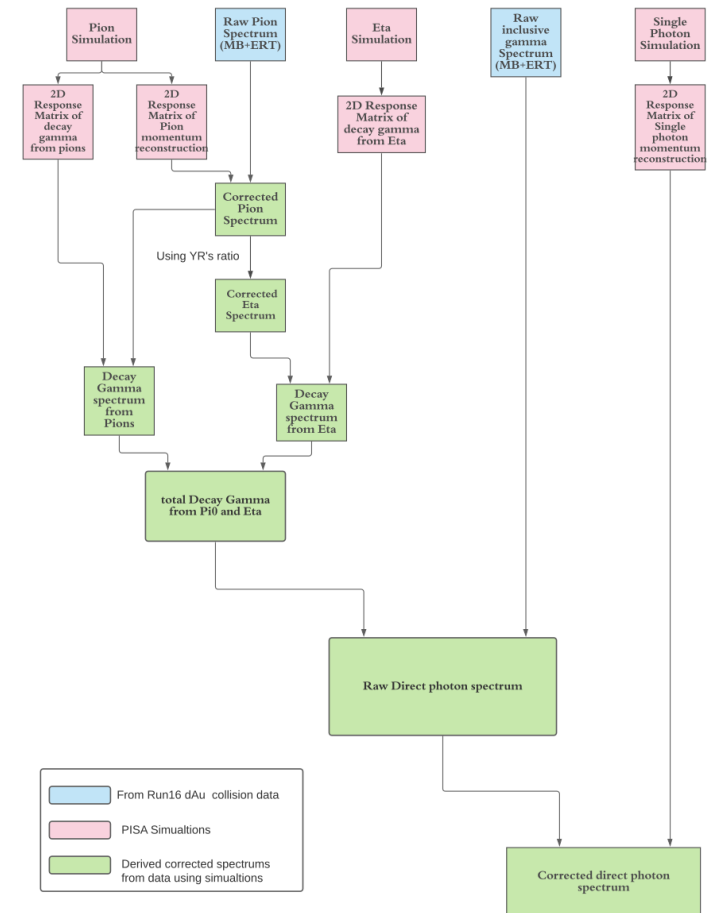 Pion
Simulation
Raw Pion
Spectrum
(MB+ERT)
Eta
Simulation
Raw
inclusive
gamma
Spectrum
(MB+ERT)
Single
Photon
Simulation
2D
Response
Matrix of
decay
gamma
from pions
2D
Response
Matrix of
Pion
momentum
reconstruction
2D Response
Matrix of
decay gamma
from Eta
2D
Response
Matrix of
Single
photon
momentum
reconstruction
Corrected
Pion
Spectrum
Using YR's ratio
Corrected
Eta
Spectrum
Decay
Gamma
spectrum
from
Pions
Decay
Gamma
spectrum
from Eta
total Decay Gamma
from Pi0 and Eta
Raw Direct photon spectrum
From Run16 dAu collision data
PISA Simualtions
Derived corrected spectrums
from data using simualtions
Corrected direct photon
spectrum